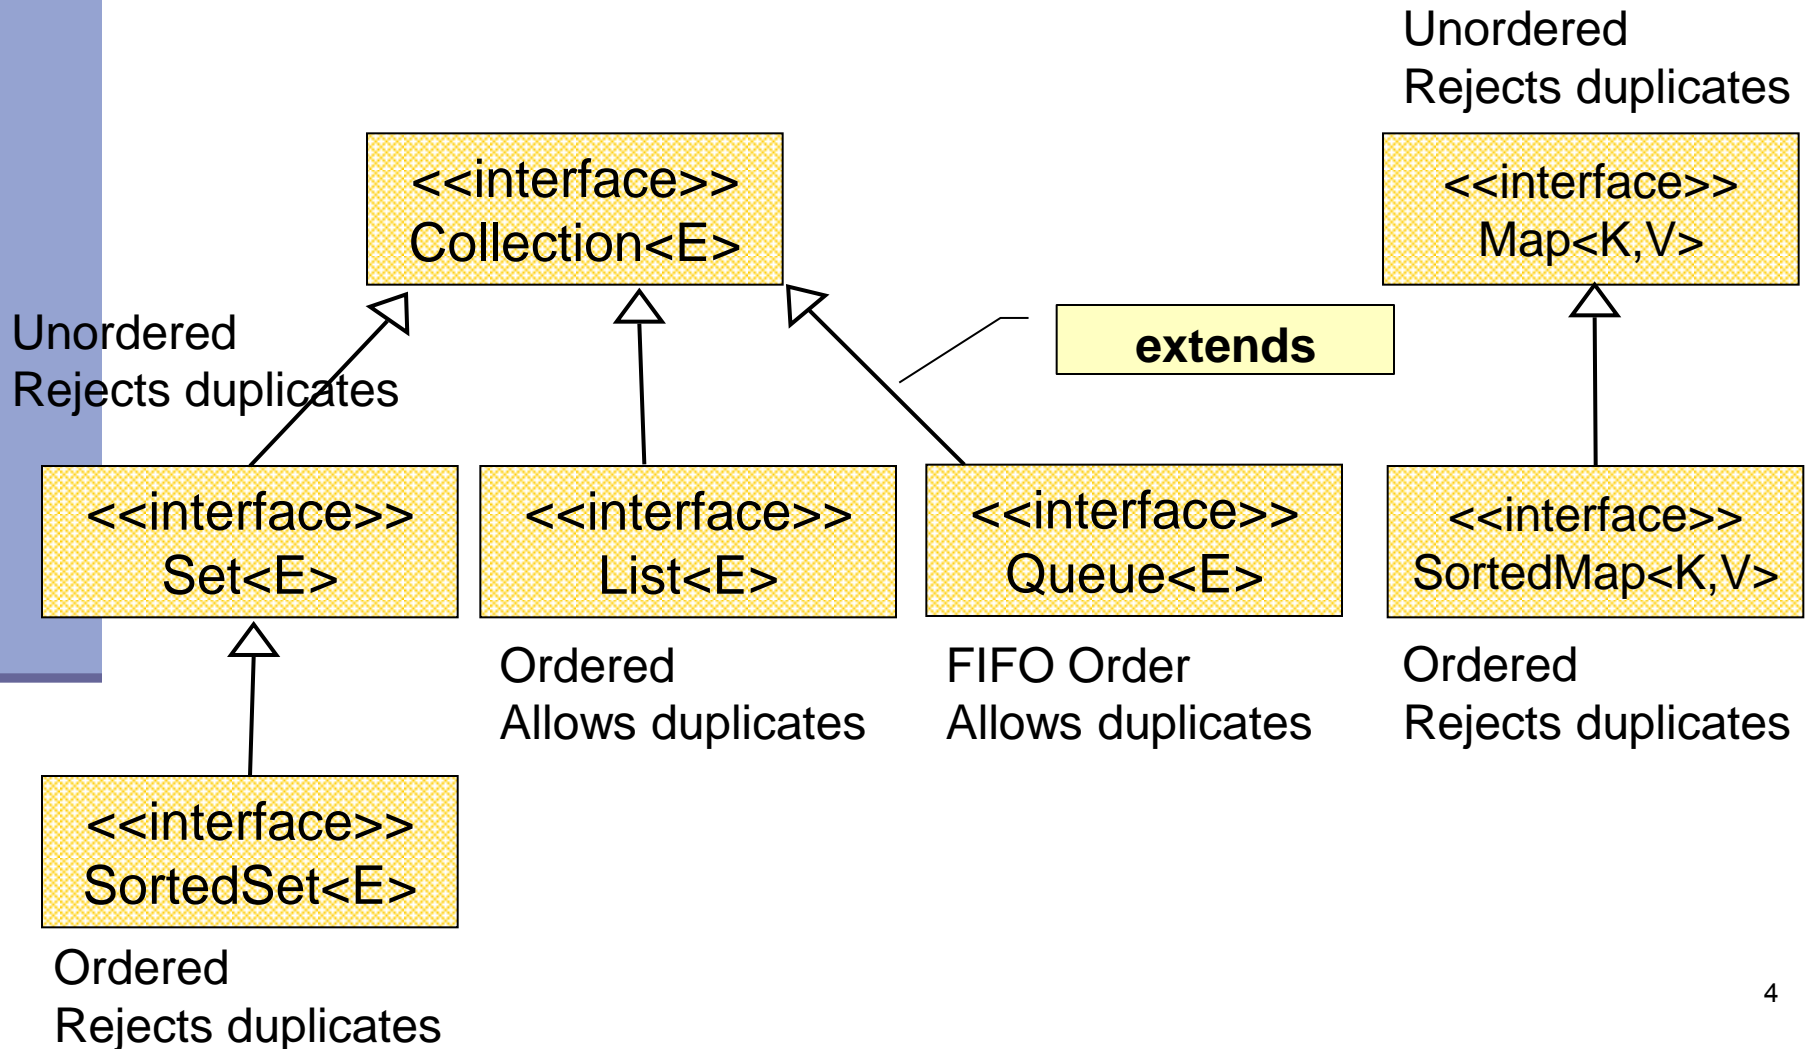 Unordered
Rejects duplicates
<<interface>>
Collection<E>
<<interface>>
Map<K,V>
Unordered
Rejects duplicates
extends
<<interface>>
Set<E>
<<interface>>
List<E>
<<interface>>
Queue<E>
<<interface>>
SortedMap<K,V>
Ordered
Allows duplicates
FIFO Order
Allows duplicates
Ordered
Rejects duplicates
<<interface>>
SortedSet<E>
Ordered
Rejects duplicates
4